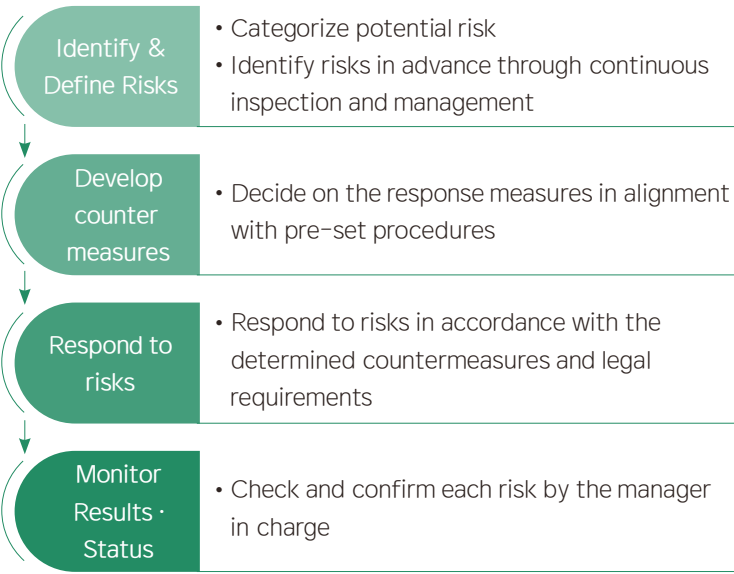 Identify &
Define Risks
• Categorize potential risk
• Identify risks in advance through continuous
inspection and management
Develop
counter
measures
• Decide on the response measures in alignment
with pre-set procedures
Respond to
risks
• Respond to risks in accordance with the
determined countermeasures and legal
requirements
Monitor
Results ·
Status
• Check and confirm each risk by the manager
in charge